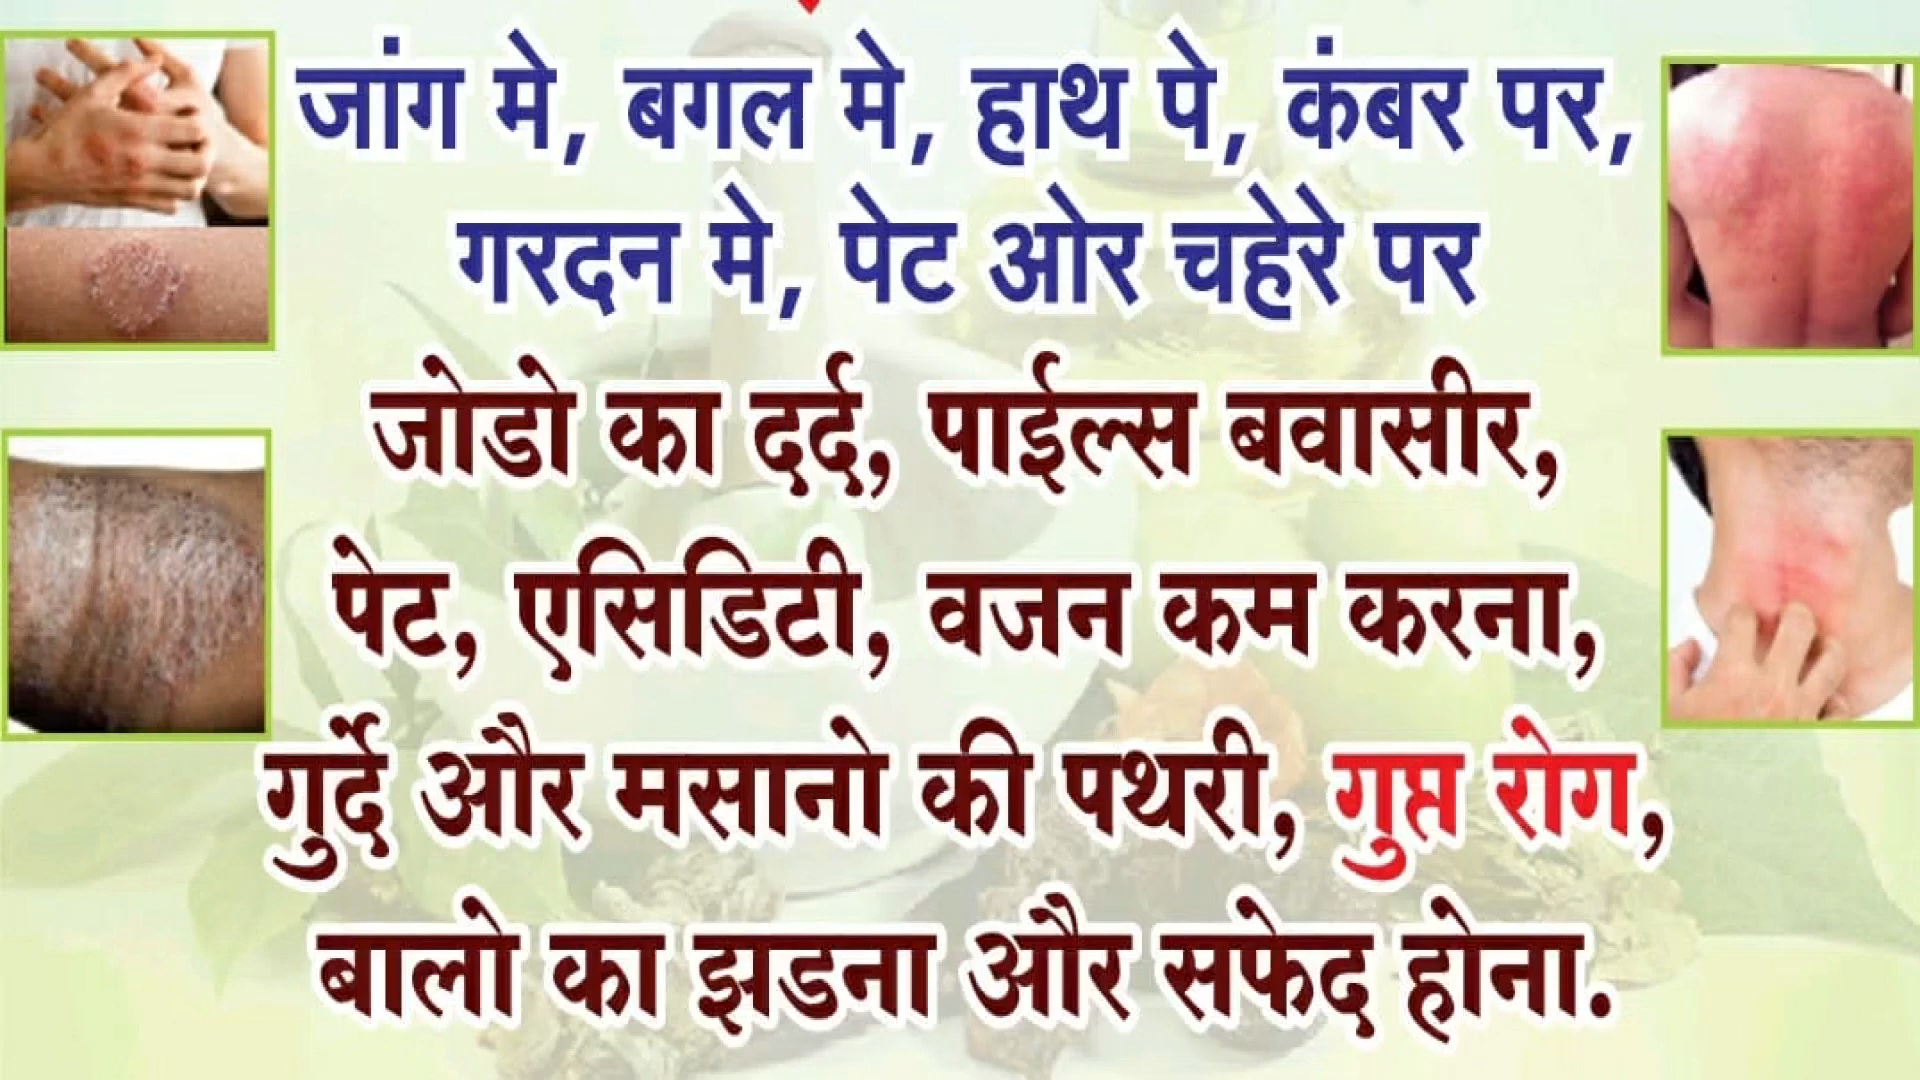 जांग मे, बगल मे, हाथ पे, कंबर पर,
गरदन मे, पेट ओर चहेरे पर
जोडो का दर्द, पाईल्स बवासीर,
पेट, एसिडिटी, वजन कम करना,
गुर्दे और मसानो की पथरी, गुप्त रोग,
बालो का झडना और सफेद होना.